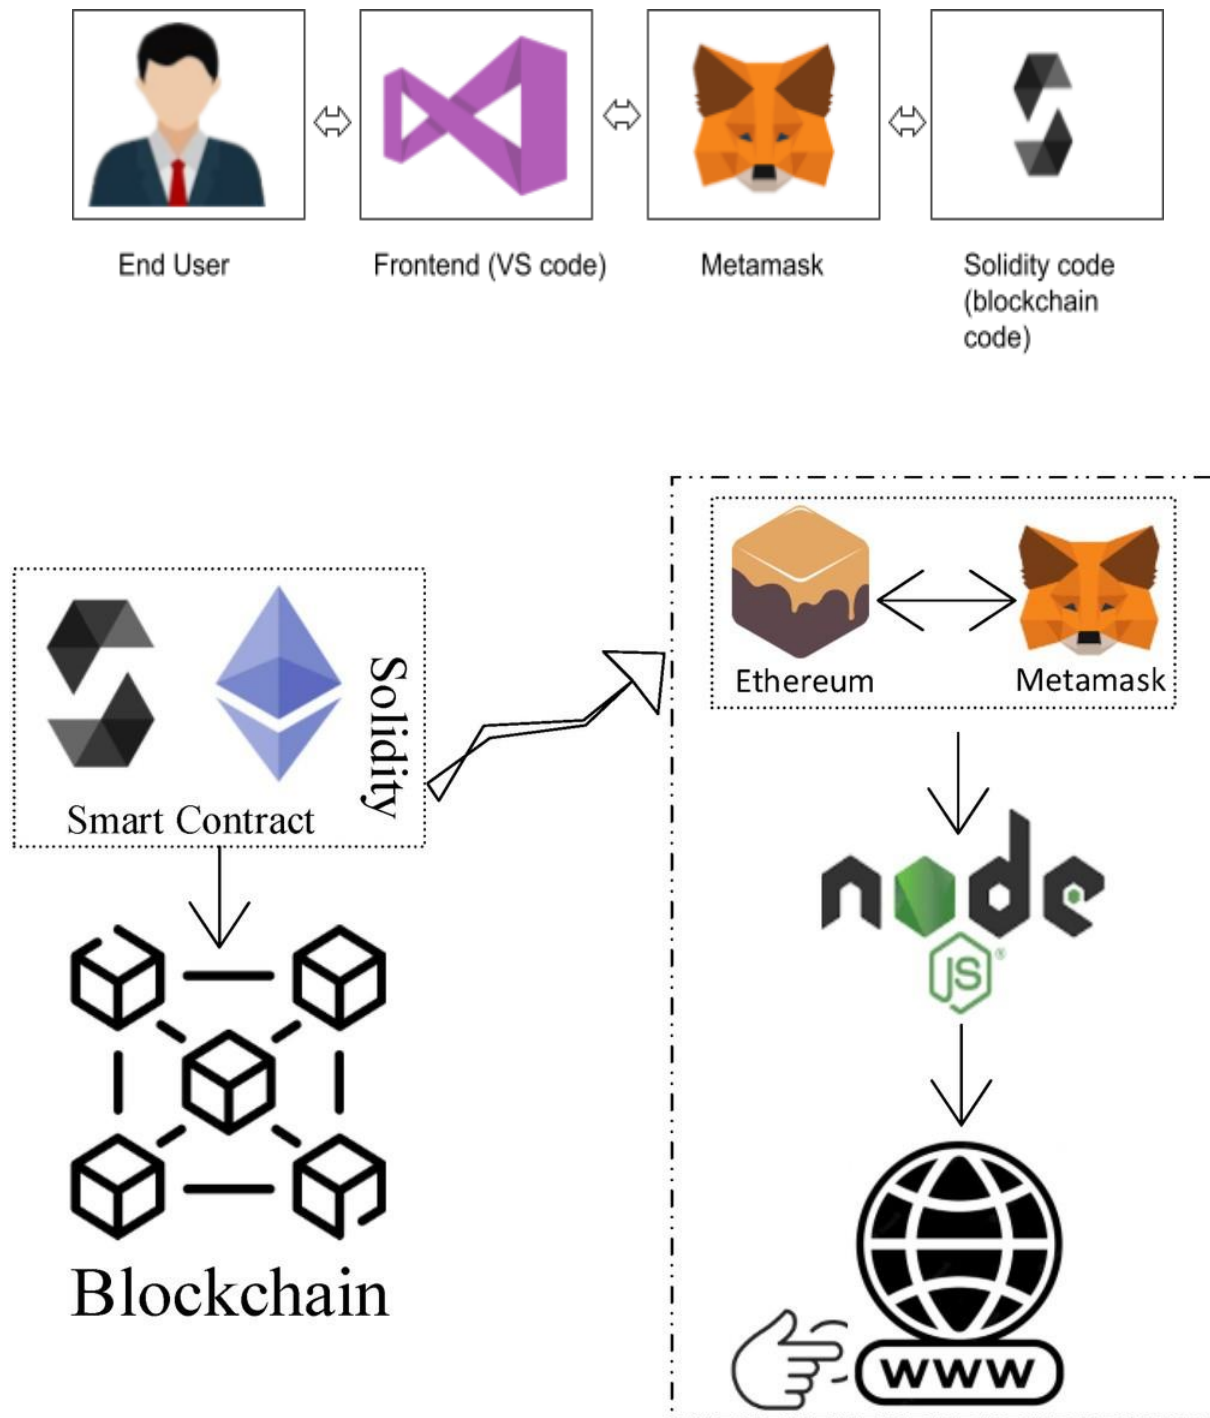 End User
Frontend (VS code)
Metamask
Solidity code
(blockchain
code)
Ethereum
Metamask
Solidity
Smart Contract
node
JS
®
Blockchain
www